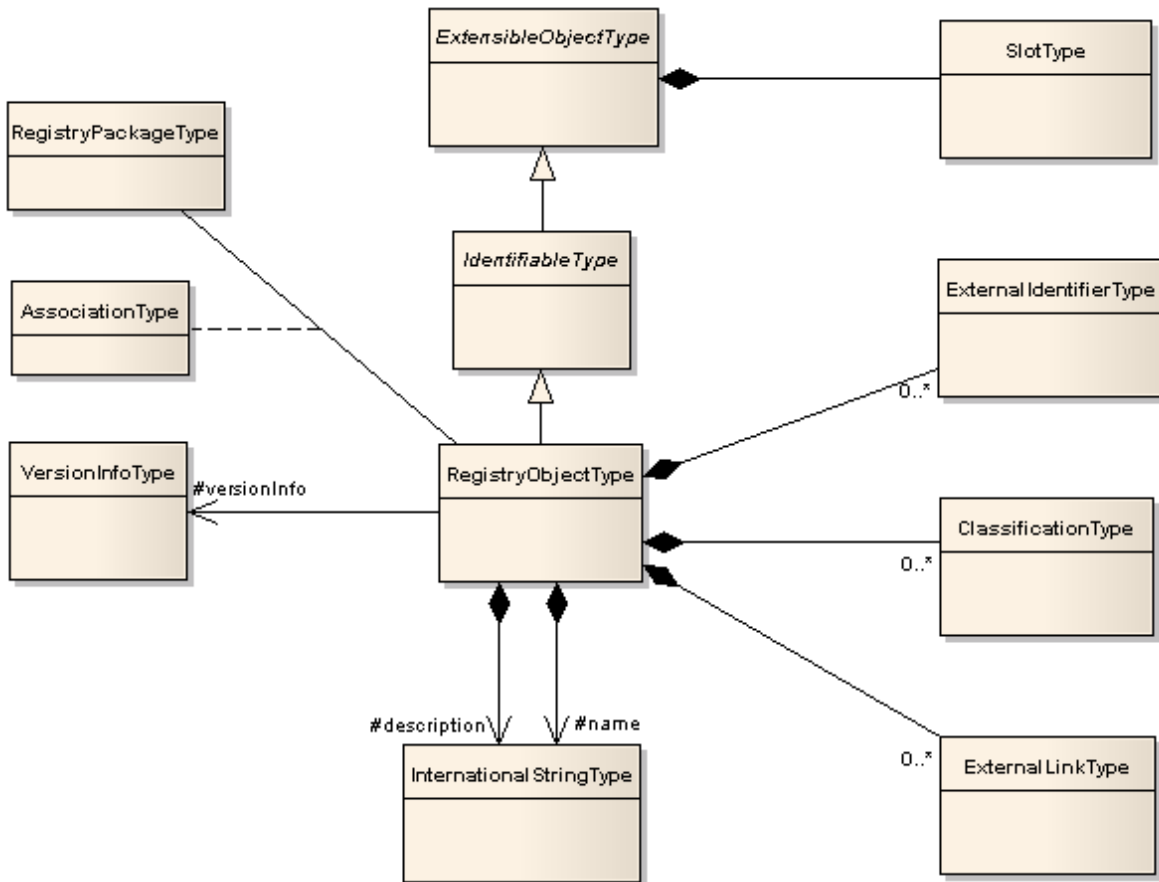 ExtensibleObjectType
SlotType
RegistryPackageType
IdentifiableType
AssociationType
ExternalIdentifierType
0..*
VersionInfoType
#versionInfo
RegistryObjectType
ClassificationType
0..*
#description
#name
InternationalStringType
0..*
ExternalLinkType